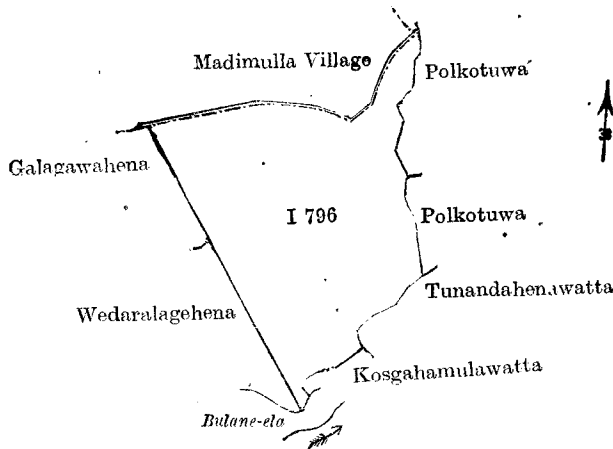 Madimulla Village
Polkotuwa
Galagawahena
I 796
Polkotuwa
Tunandahenawatta
Wedaralagehena
Kosgahamulawatta
Bulane-ela